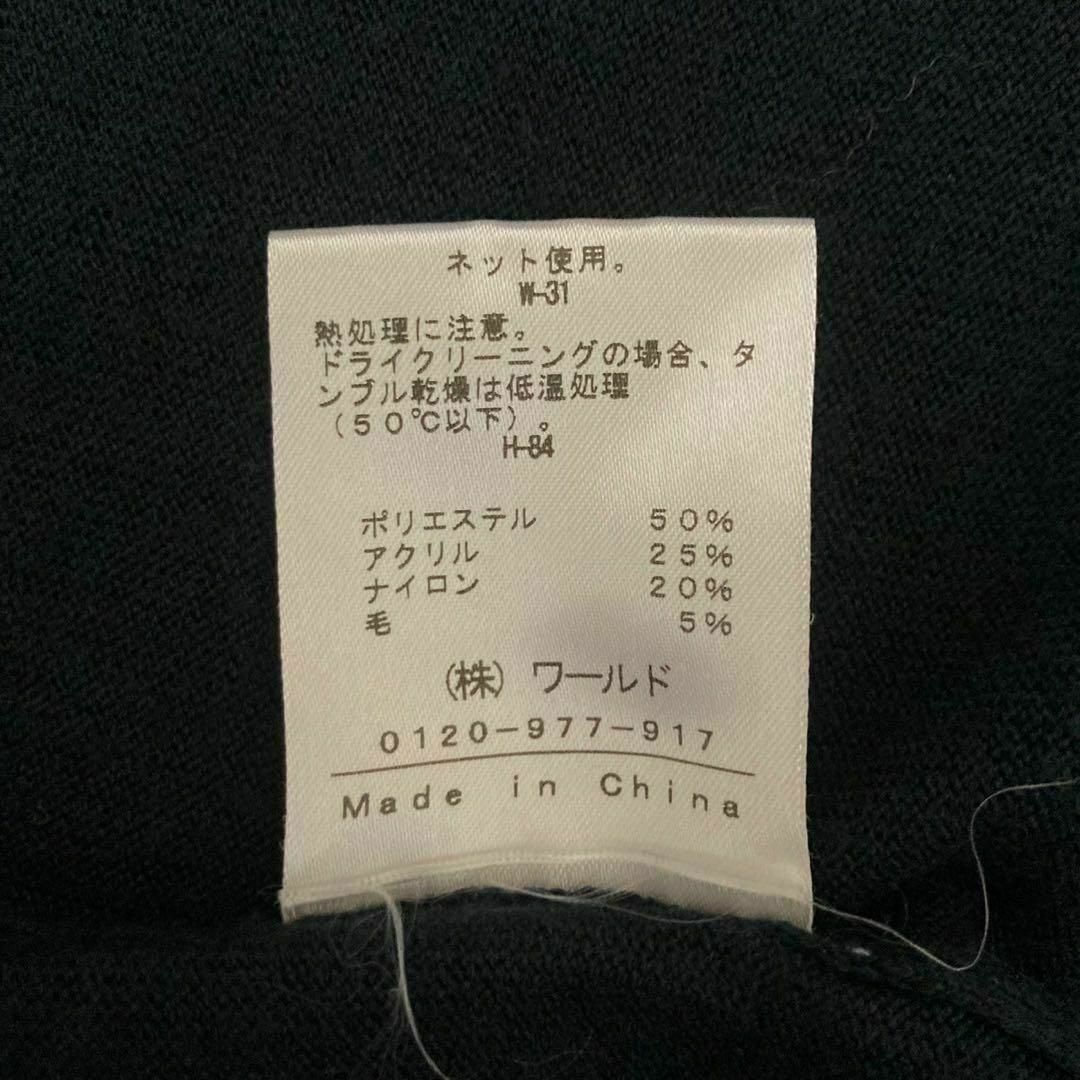 ネット使用。
W-31
熱処理に注意。
ドライクリーニングの場合、タ
ンブル乾燥は低温処理
(50℃以下)。
H-84
ポリエステル 50%
アクリル 25%
ナイロン 20%
毛 5%
(株)ワールド
0120-977-917
Made in China